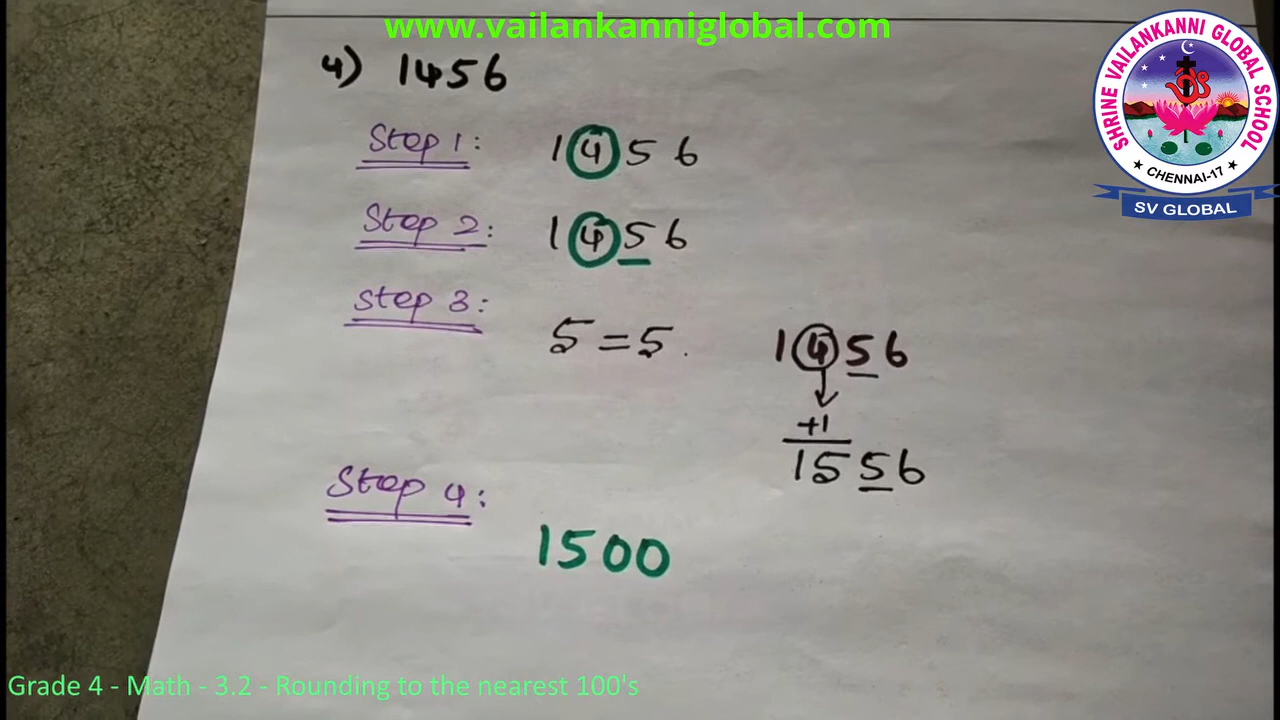 www.vailankanniglobal.com
4) 1456
Step 1: 1456
Step 2: 1456
Step 3:
5 = 5.
1456
+1
1556
Step 4:
1500
SHRINE VAILANKANNI GLOBAL SCHOOL
★ CHENNAI-17 ★
SV GLOBAL
Grade 4 - Math - 3.2 - Rounding to the nearest 100's